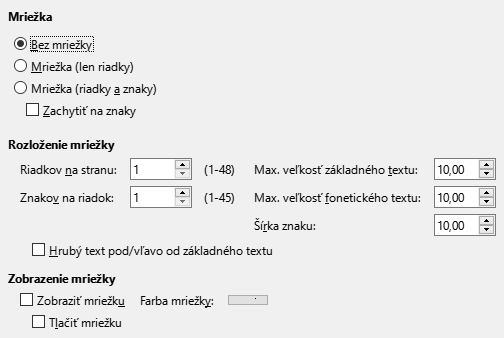 Mriežka
Bez mriežky
Mriežka (len riadky)
Mriežka (riadky a znaky)
Zachytiť na znaky
Rozloženie mriežky
Riadkov na stranu: 1 (1-48) Max. veľkosť základného textu: 10,00
Znakov na riadok: 1 (1-45) Max. veľkosť fonetického textu: 10,00
Šírka znaku: 10,00
Hrubý text pod/vľavo od základného textu
Zobrazenie mriežky
Zobraziť mriežku Farba mriežky:
Tlačiť mriežku